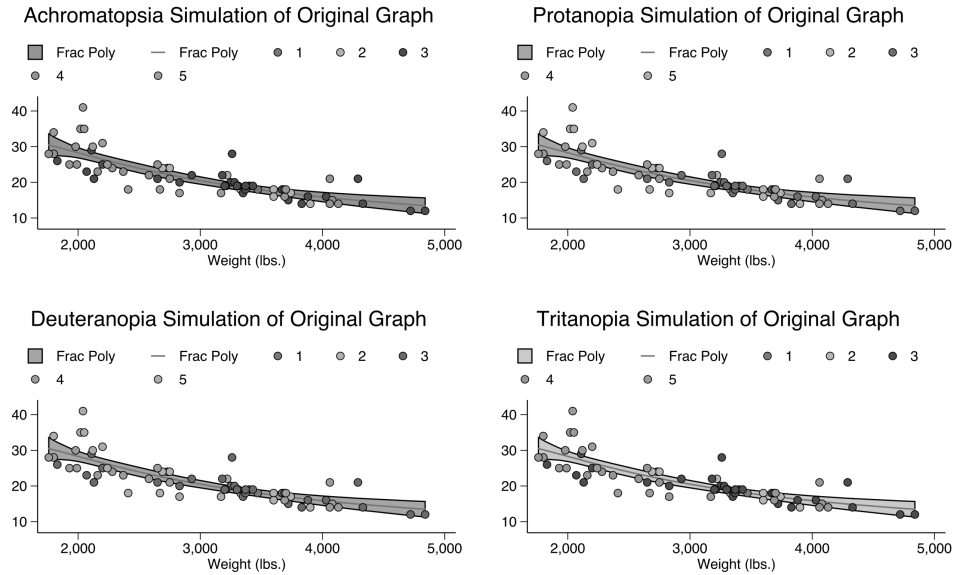 Achromatopsia Simulation of Original Graph
Frac Poly Frac Poly 1 2 3
4 5
40
30
20
10
2,000 3,000 4,000 5,000
Weight (lbs.)
Protanopia Simulation of Original Graph
Frac Poly Frac Poly 1 2 3
4 5
40
30
20
10
2,000 3,000 4,000 5,000
Weight (lbs.)
Deuteranopia Simulation of Original Graph
Frac Poly Frac Poly 1 2 3
4 5
40
30
20
10
2,000 3,000 4,000 5,000
Weight (lbs.)
Tritanopia Simulation of Original Graph
Frac Poly Frac Poly 1 2 3
4 5
40
30
20
10
2,000 3,000 4,000 5,000
Weight (lbs.)